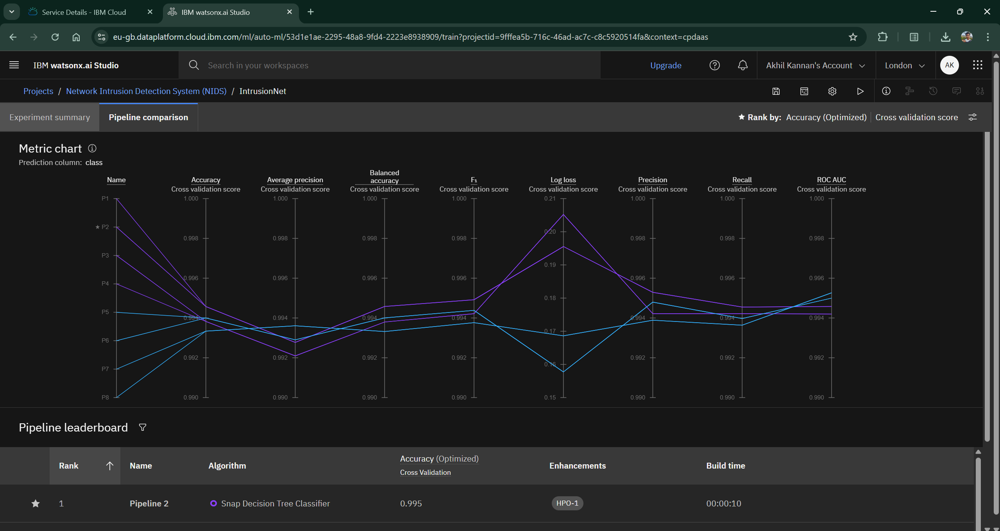 Service Details - IBM Cloud
IBM watsonx.ai Studio
eu-gb.dataplatform.cloud.ibm.com/ml/auto-ml/53d1e1ae-2295-48a8-9fd4-2223e8938909/train?projectid=9fffea5b-716c-46ad-ac7c-c8c5920514fa&context=cpdaas
IBM watsonx.ai Studio
Search in your workspaces
Upgrade
Akhil Kannan's Account
London
AK
Projects / Network Intrusion Detection System (NIDS) / IntrusionNet
Experiment summary
Pipeline comparison
Rank by: Accuracy (Optimized) | Cross validation score
Metric chart
Prediction column: class
Name
Accuracy
Cross validation score
Average precision
Cross validation score
Balanced
accuracy
Cross validation score
F₁
Cross validation score
Log loss
Cross validation score
Precision
Cross validation score
Recall
Cross validation score
ROC AUC
Cross validation score
P1
P2
P3
P4
P5
P6
P7
P8
1.000
0.998
0.996
0.994
0.992
0.990
1.000
0.998
0.996
0.994
0.992
0.990
1.000
0.998
0.996
0.994
0.992
0.990
1.000
0.998
0.996
0.994
0.992
0.990
0.21
0.20
0.19
0.18
0.17
0.16
0.15
1.000
0.998
0.996
0.994
0.992
0.990
1.000
0.998
0.996
0.994
0.992
0.990
1.000
0.998
0.996
0.994
0.992
0.990
Pipeline leaderboard
Rank
Name
Algorithm
Accuracy (Optimized)
Cross Validation
Enhancements
Build time
1
Pipeline 2
Snap Decision Tree Classifier
0.995
HPO-1
00:00:10